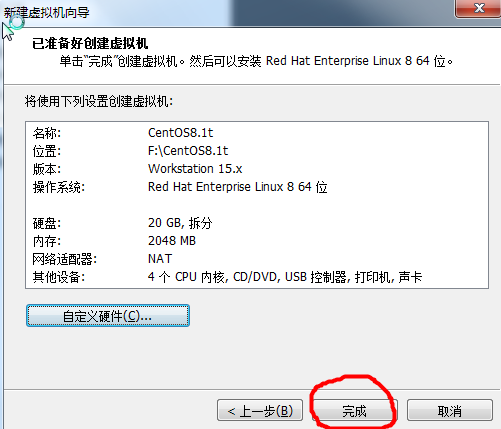 新建虚拟机向导
已准备好创建虚拟机
单击“完成”创建虚拟机。然后可以安装 Red Hat Enterprise Linux 8 64 位。
将使用下列设置创建虚拟机:
名称: CentOS8.1t
位置: F:\CentOS8.1t
版本: Workstation 15.x
操作系统: Red Hat Enterprise Linux 8 64 位
硬盘: 20 GB, 拆分
内存: 2048 MB
网络适配器: NAT
其他设备: 4 个 CPU 内核, CD/DVD, USB 控制器, 打印机, 声卡
自定义硬件(C)...
< 上一步(B) 完成 取消